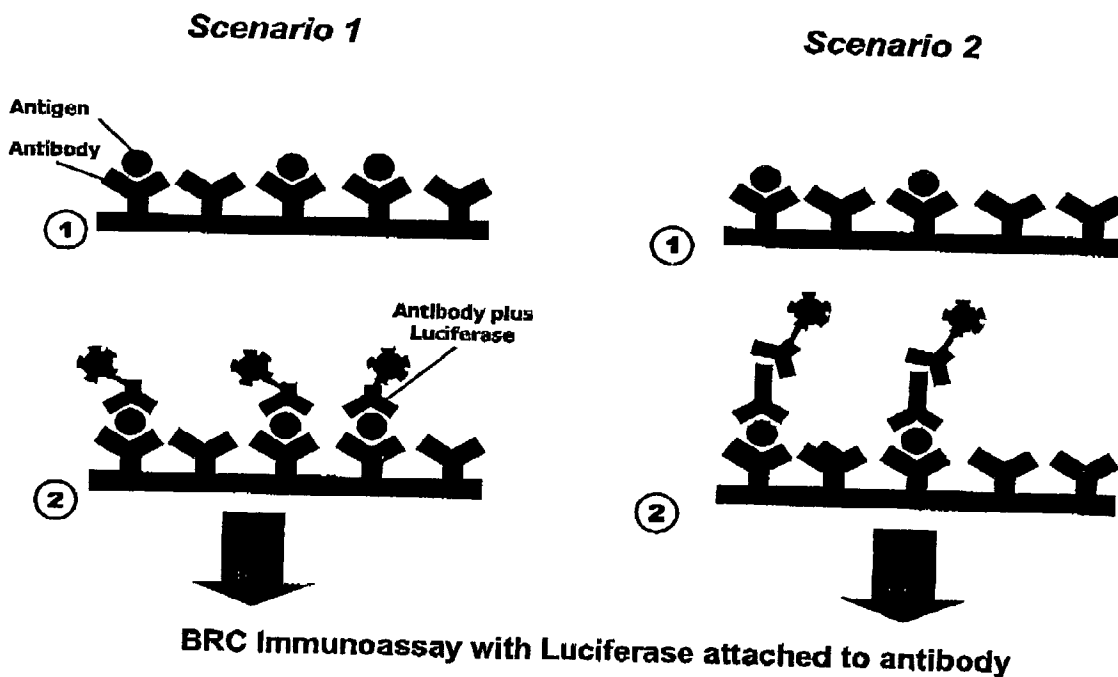 Scenario 1
Scenario 2
Antigen
Antibody
1
1
Antibody plus
Luciferase
2
2
BRC Immunoassay with Luciferase attached to antibody